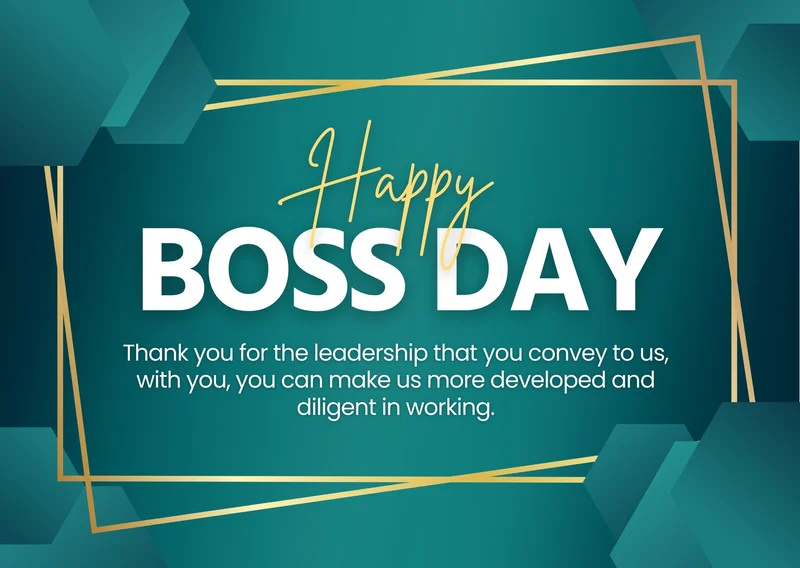 Happy
BOSS DAY
Thank you for the leadership that you convey to us,
with you, you can make us more developed and
diligent in working.